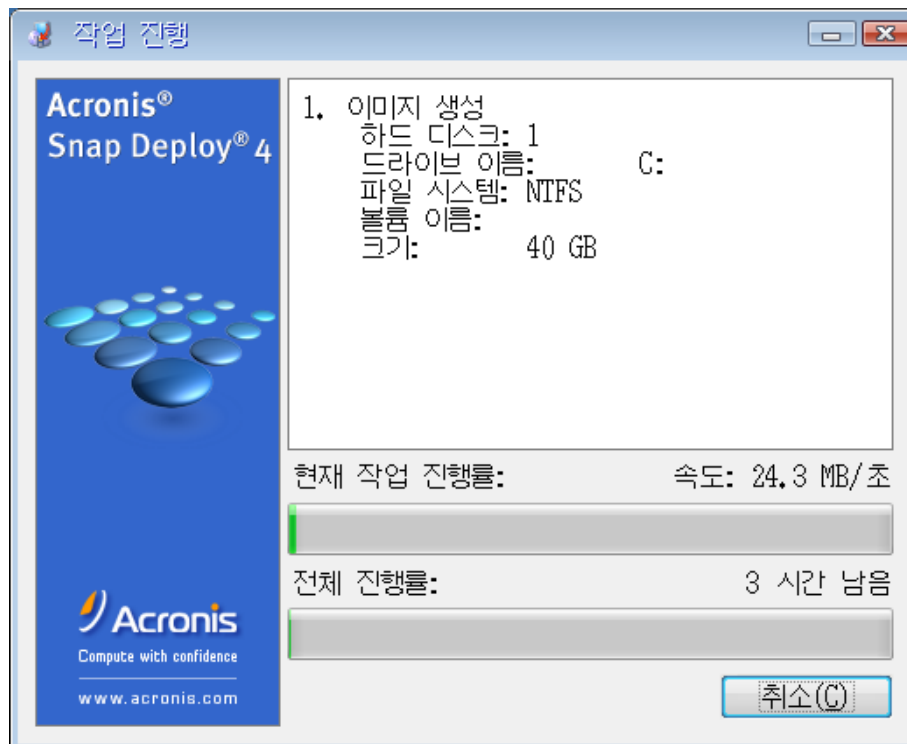 작업 진행
Acronis®
Snap Deploy® 4
1. 이미지 생성
하드 디스크: 1
드라이브 이름: C:
파일 시스템: NTFS
볼륨 이름:
크기: 40 GB
현재 작업 진행률: 속도: 24.3 MB/초
전체 진행률: 3 시간 남음
Acronis
Compute with confidence
www.acronis.com
취소(C)